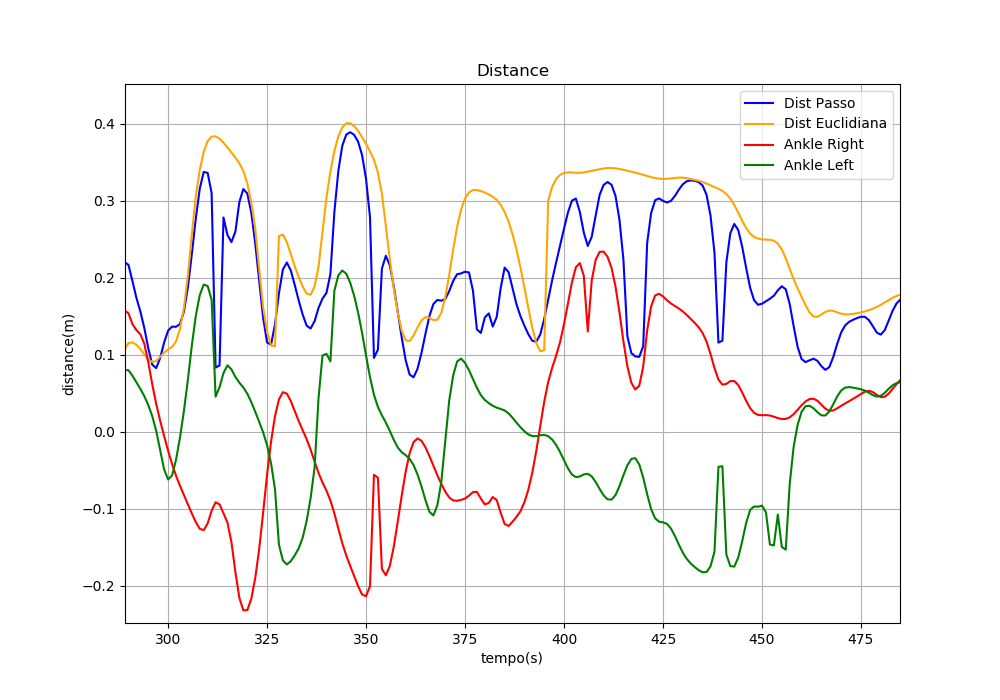 Distance
Dist Passo
Dist Euclidiana
Ankle Right
Ankle Left
distance(m)
0.4
0.3
0.2
0.1
0.0
−0.1
−0.2
300 325 350 375 400 425 450 475
tempo(s)